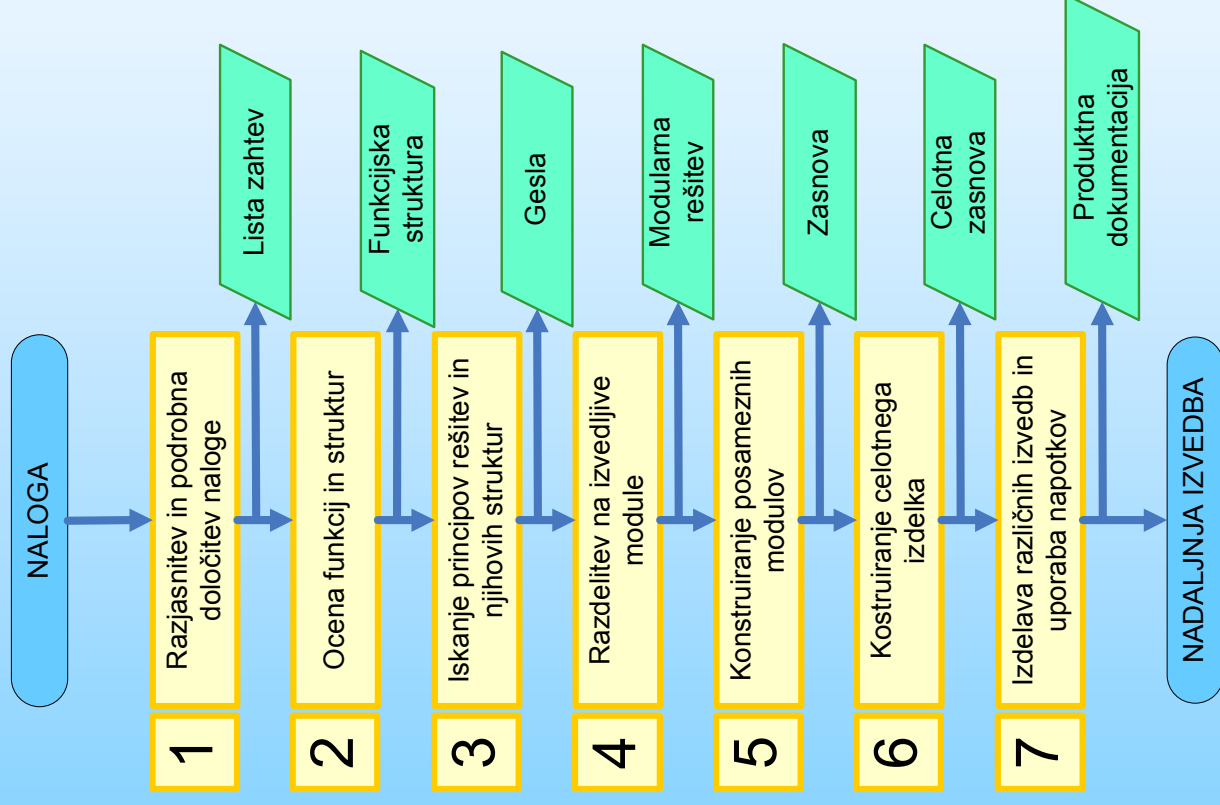 NALOGA
1
Razjasnitev in podrobna
določitev naloge
Lista zahtev
2
Ocena funkcij in struktur
Funkcijska
struktura
3
Iskanje principov rešitev in
njihovih struktur
Gesla
4
Razdelitev na izvedljive
module
Modularna
rešitev
5
Konstruiranje posameznih
modulov
Zasnova
6
Kostruiranje celotnega
izdelka
Celotna
zasnova
7
Izdelava različnih izvedb in
uporaba napotkov
Produktna
dokumentacija
NADALJNJA IZVEDBA